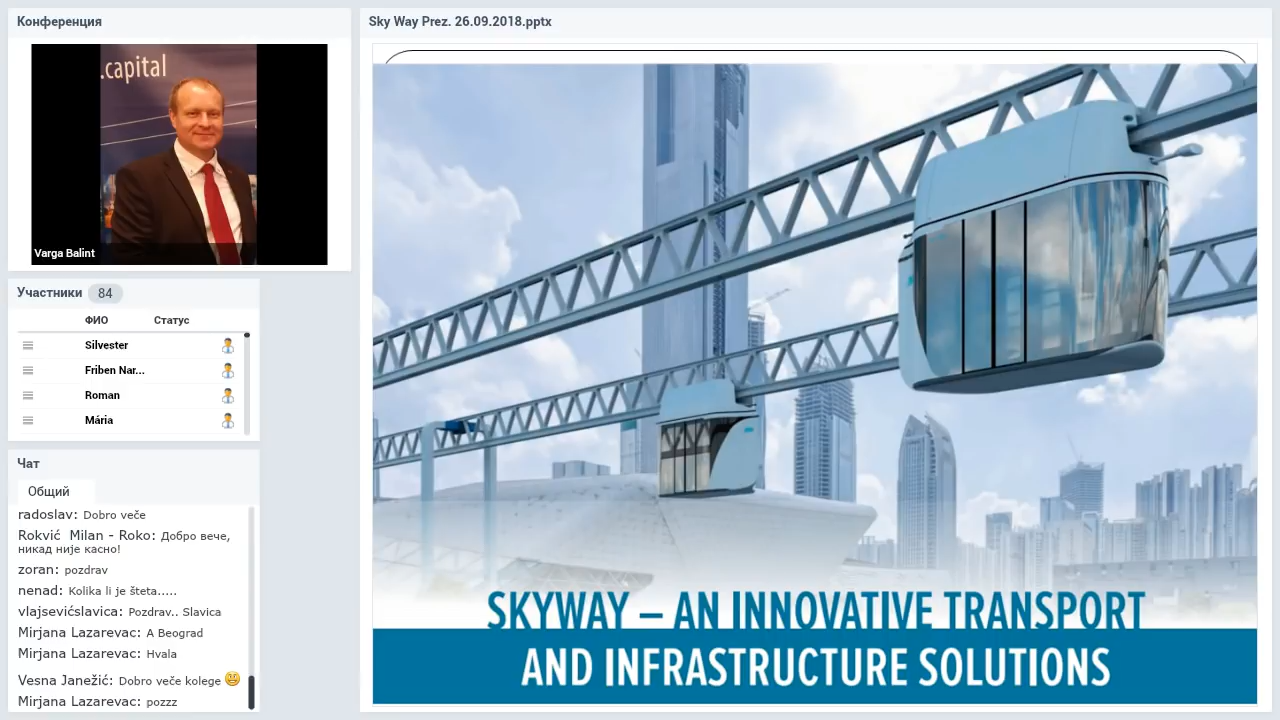 Конференция
.capital
Varga Balint
Участники 84
ФИО Статус
Silvester
Friben Nar...
Roman
Mária
Чат
Общий
radoslav: Dobro veče
Rokvić Milan - Roko: Добро вече,
никад није касно!
zoran: pozdrav
nenad: Kolika li je šteta.....
vlajsevićslavica: Pozdrav.. Slavica
Mirjana Lazarevac: A Beograd
Mirjana Lazarevac: Hvala
Vesna Janežić: Dobro veče kolege
Mirjana Lazarevac: pozzz
Sky Way Prez. 26.09.2018.pptx
SKYWAY – AN INNOVATIVE TRANSPORT
AND INFRASTRUCTURE SOLUTIONS